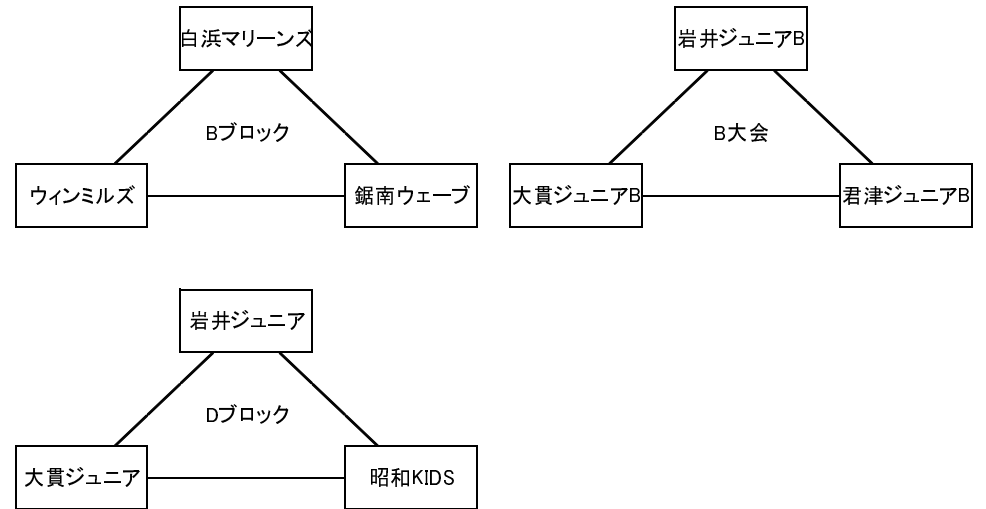 白浜マリーンズ
Bブロック
ウィンミルズ
鋸南ウェーブ
岩井ジュニアB
B大会
大貫ジュニアB
君津ジュニアB
岩井ジュニア
Dブロック
大貫ジュニア
昭和KIDS